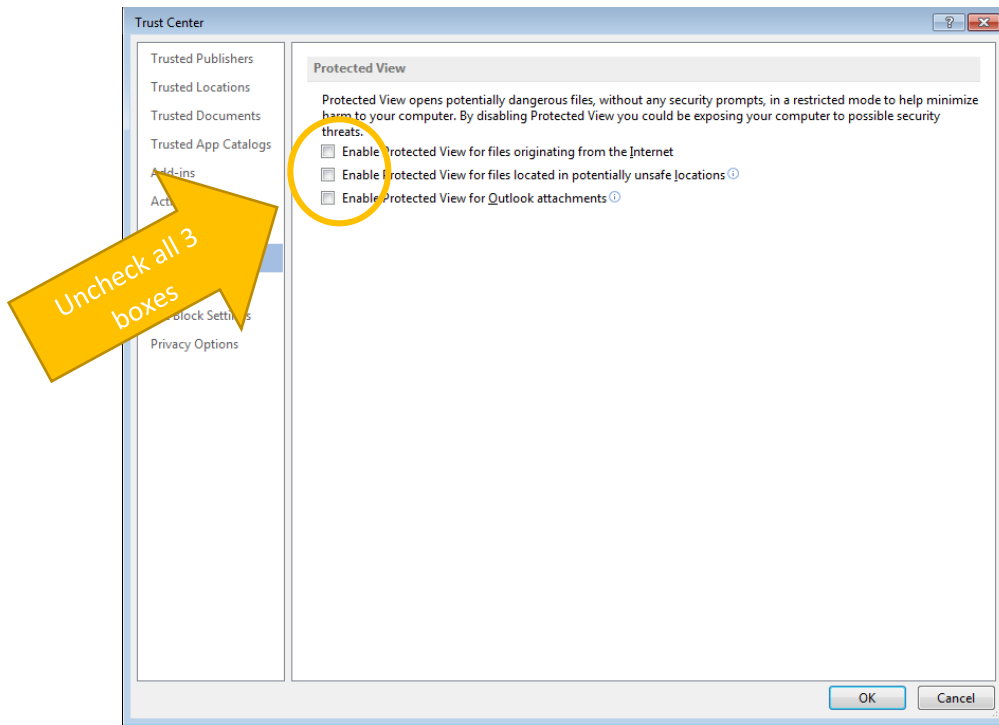 Trust Center
Trusted Publishers
Trusted Locations
Trusted Documents
Trusted App Catalogs
Add-ins
Block Settings
Privacy Options
Protected View
Protected View opens potentially dangerous files, without any security prompts, in a restricted mode to help minimize
harm to your computer. By disabling Protected View you could be exposing your computer to possible security
threats.
Enable Protected View for files originating from the Internet
Enable Protected View for files located in potentially unsafe locations
Enable Protected View for Outlook attachments
Uncheck all 3
boxes
OK
Cancel